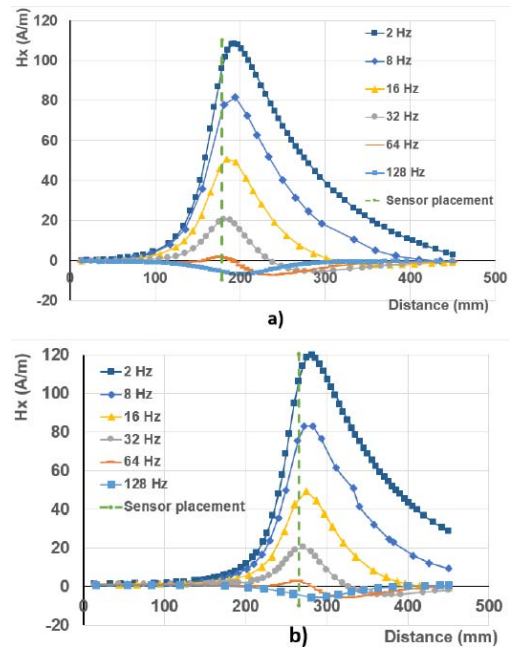 Hx (A/m)
120
100
80
60
40
20
0
-20
0
100
200
300
400
500
2 Hz
8 Hz
16 Hz
32 Hz
64 Hz
128 Hz
Sensor placement
Distance (mm)
a)
Hx (A/m)
120
100
80
60
40
20
0
-20
0
100
200
300
400
500
2 Hz
8 Hz
16 Hz
32 Hz
64 Hz
128 Hz
Sensor placement
Distance (mm)
b)